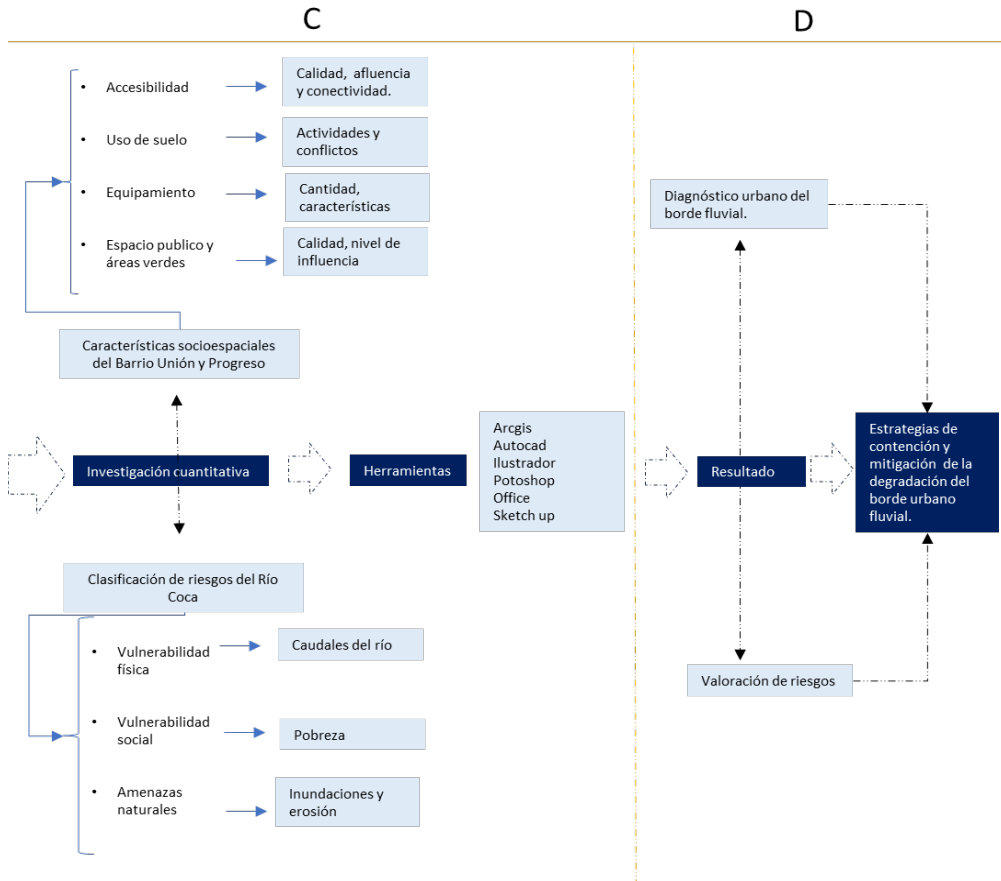 C
D
Accesibilidad
Calidad, afluencia
y conectividad.
Uso de suelo
Actividades y
conflictos
Equipamiento
Cantidad,
características
Espacio publico y
áreas verdes
Calidad, nivel de
influencia
Características socioespaciales
del Barrio Unión y Progreso
Investigación cuantitativa
Clasificación de riesgos del Río
Coca
Vulnerabilidad
física
Caudales del río
Vulnerabilidad
social
Pobreza
Amenazas
naturales
Inundaciones y
erosión
Herramientas
Arcgis
Autocad
Ilustrador
Potoshop
Office
Sketch up
Diagnóstico urbano del
borde fluvial.
Resultado
Valoración de riesgos
Estrategias de
contención y
mitigación de la
degradación del
borde urbano
fluvial.